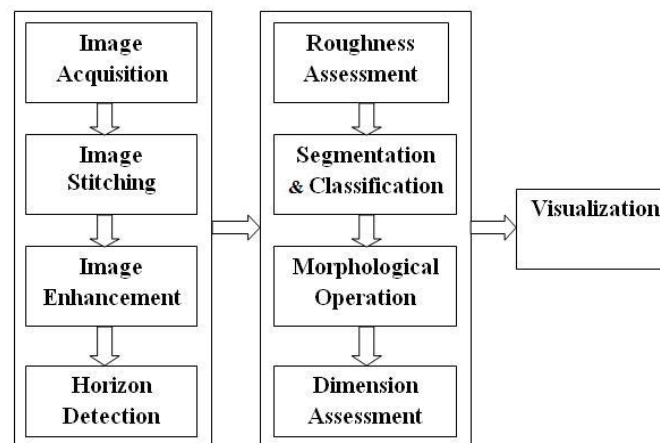 Image
Acquisition
Image
Stitching
Image
Enhancement
Horizon
Detection
Roughness
Assessment
Segmentation
& Classification
Morphological
Operation
Dimension
Assessment
Visualization